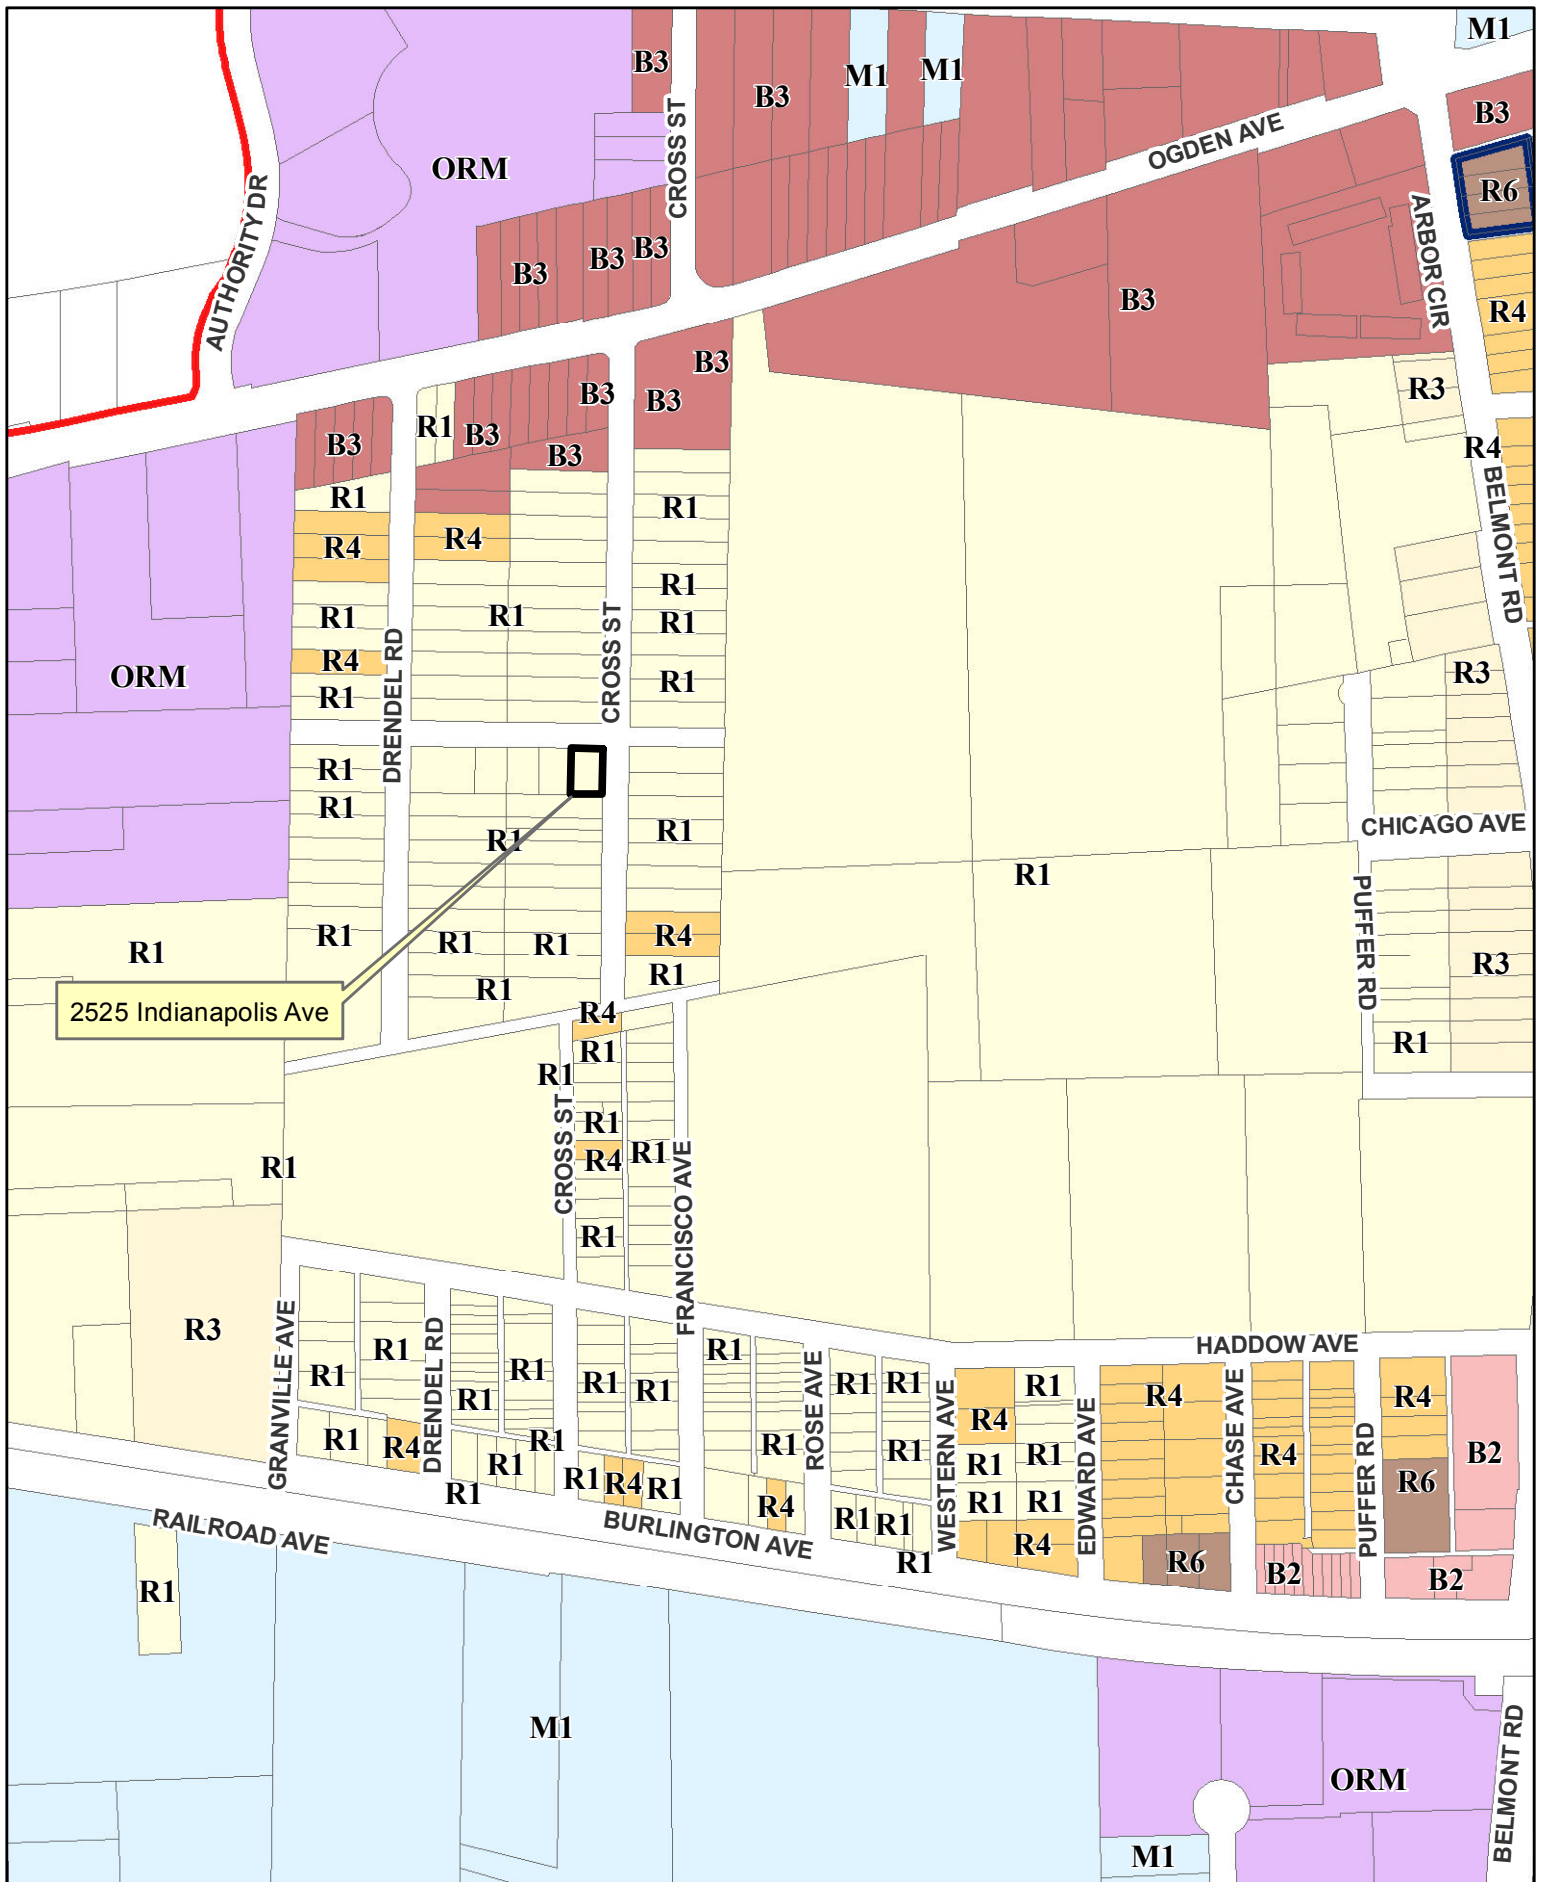 M1
B3
M1
M1
B3
CROSS ST
B3
OGDEN AVE
ORM
R6
AUTHORITY DR
B3
B3
B3
ARBOR CIR
B3
R4
B3
B3
B3
R3
R1
B3
B3
B3
R4
R1
R1
BELMONT RD
R4
R4
R1
R1
R1
CROSS ST
R1
R4
DRENDEL RD
R3
ORM
R1
R1
R1
R1
CHICAGO AVE
R1
R1
R1
PUFFER RD
R1
R1
R1
R4
R1
R3
R1
R1
2525 Indianapolis Ave
R4
R1
R1
R1
CROSS ST
R1
R4
R1
FRANCISCO AVE
R1
R1
R3
GRANVILLE AVE
DRENDEL RD
HADDOW AVE
R1
R1
R1
R1
R1
R1
R1
ROSE AVE
R1
R1
WESTERN AVE
R1
EDWARD AVE
R4
CHASE AVE
R4
R1
R4
R1
R4
R1
R1
R1
R1
R4
PUFFER RD
B2
R1
R1
R4
R1
R1
R1
R6
R4
R1
R1
R1
R1
R4
R1
RAILROAD AVE
BURLINGTON AVE
R6
B2
B2
R1
M1
BELMONT RD
ORM
M1